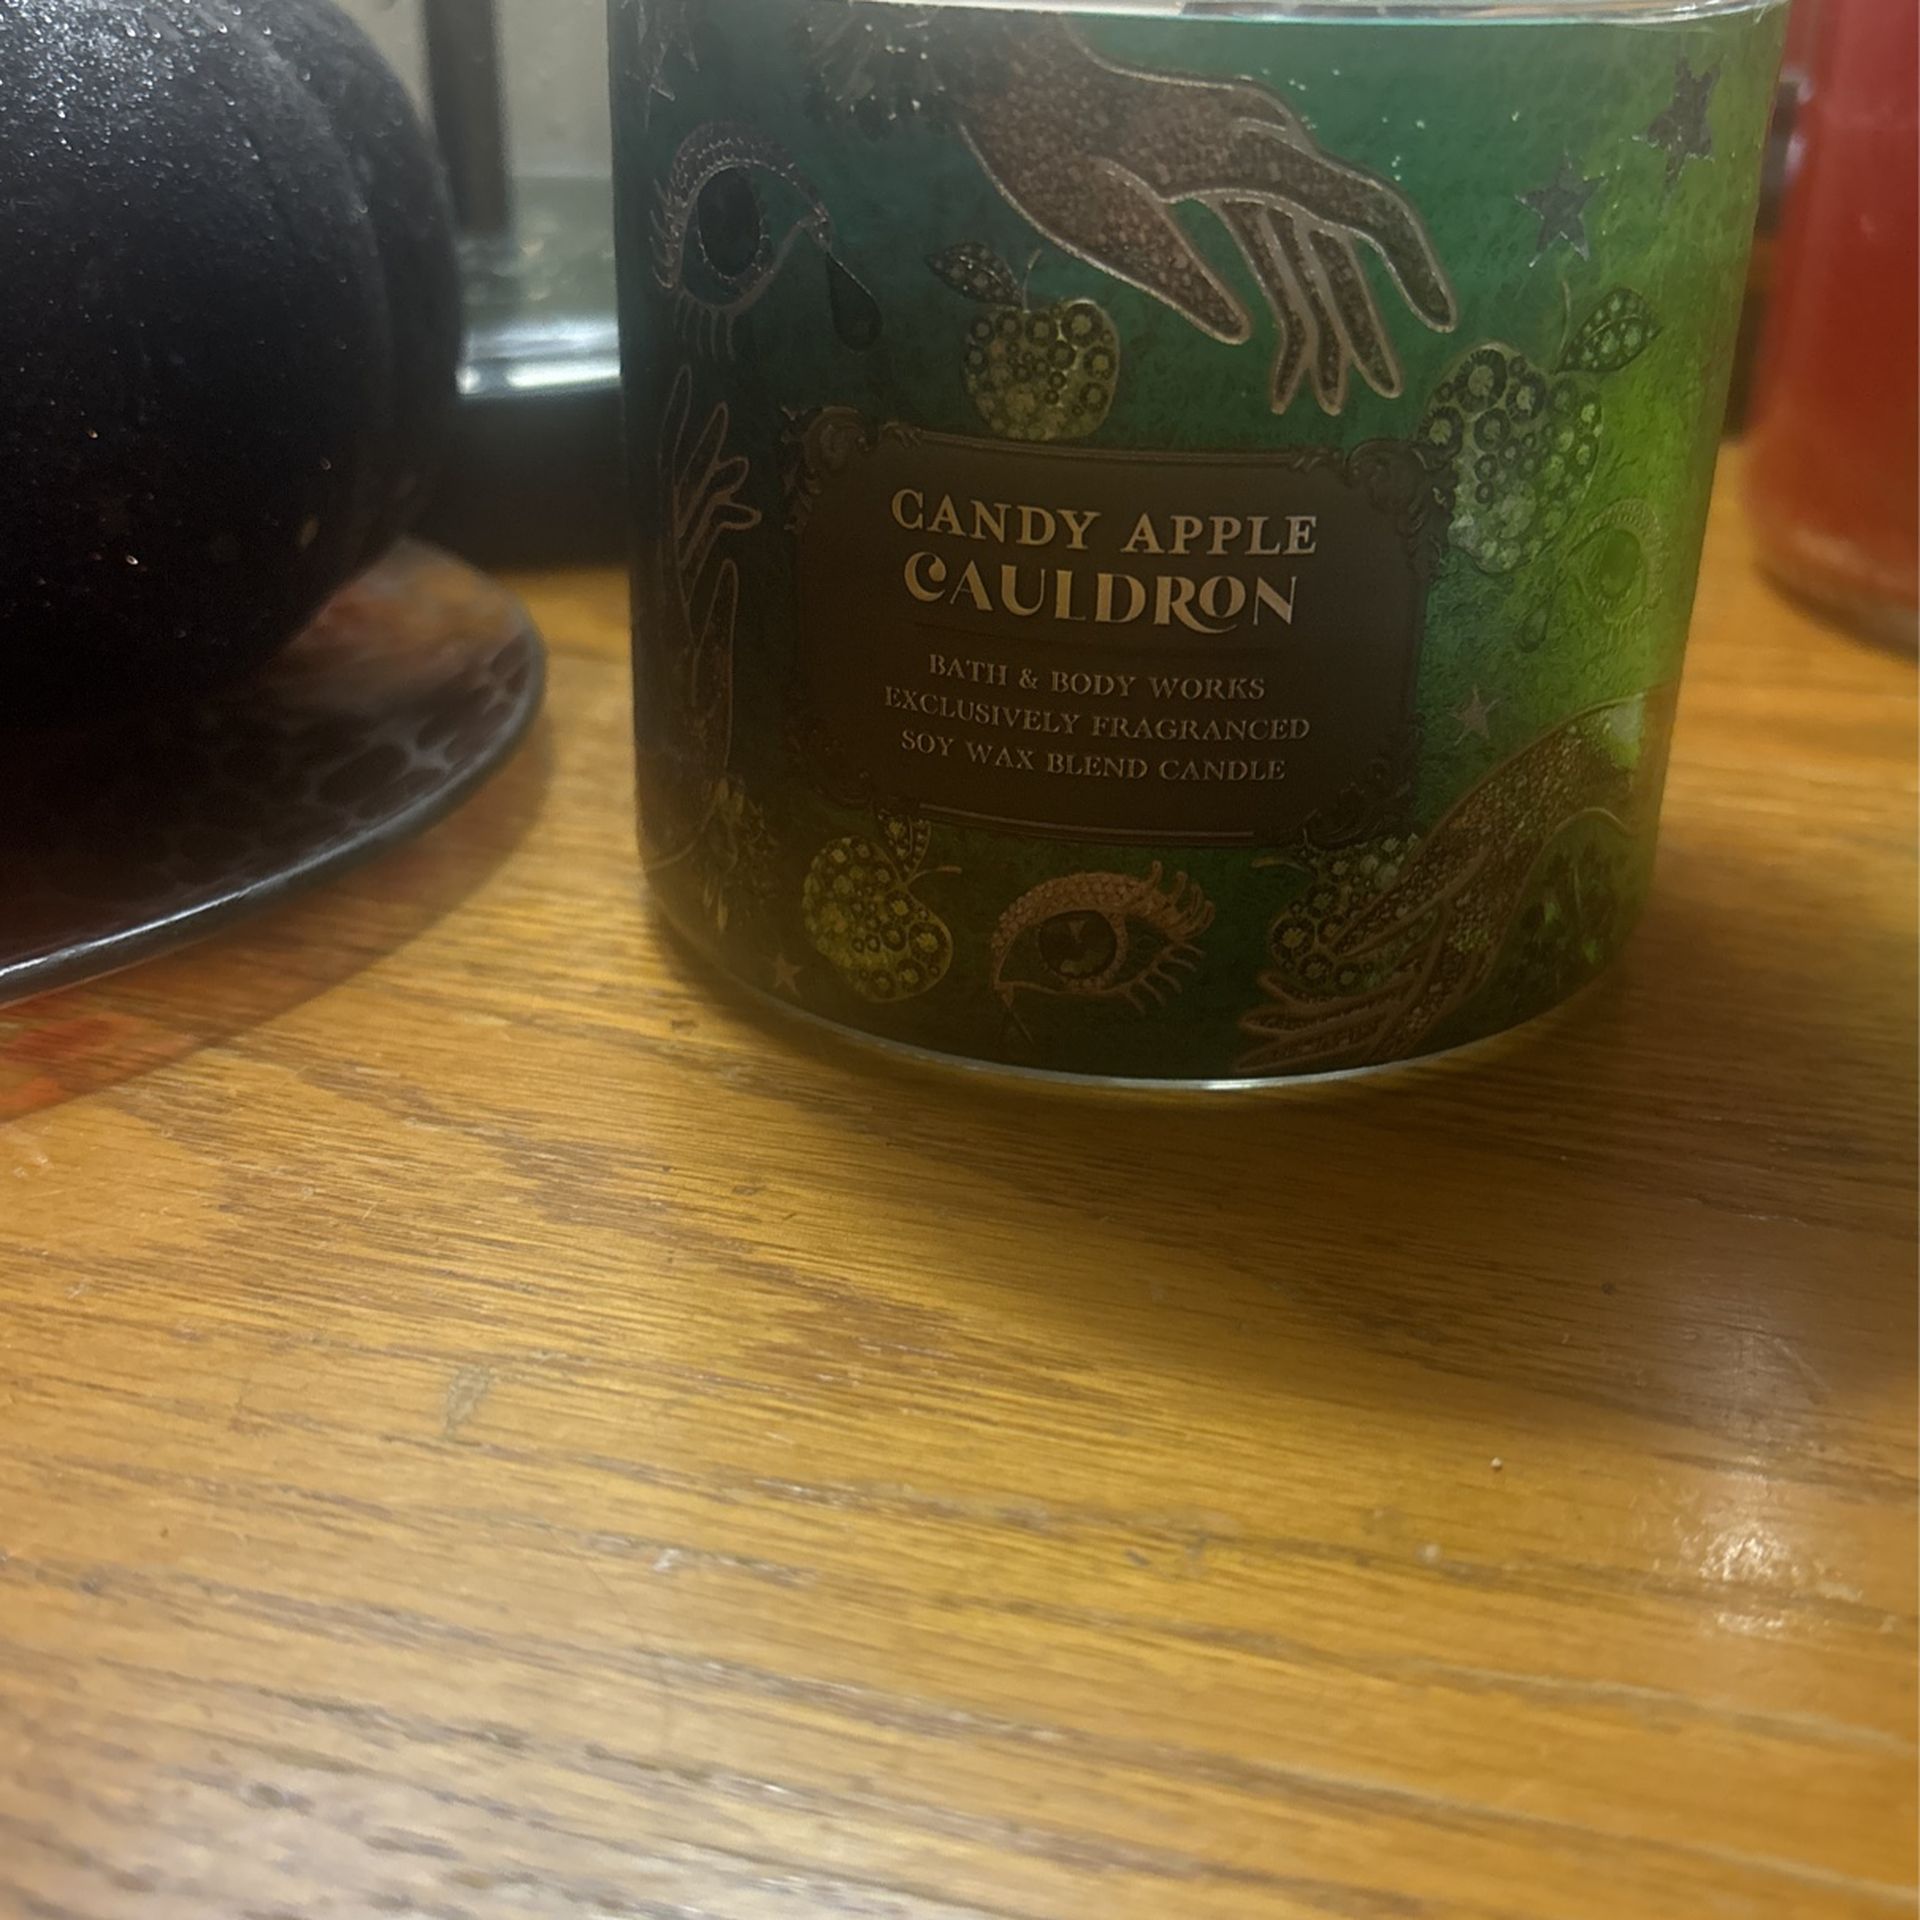 CANDY APPLE
CAULDRON
BATH & BODY WORKS
EXCLUSIVELY FRAGRANCED
SOY WAX BLEND CANDLE